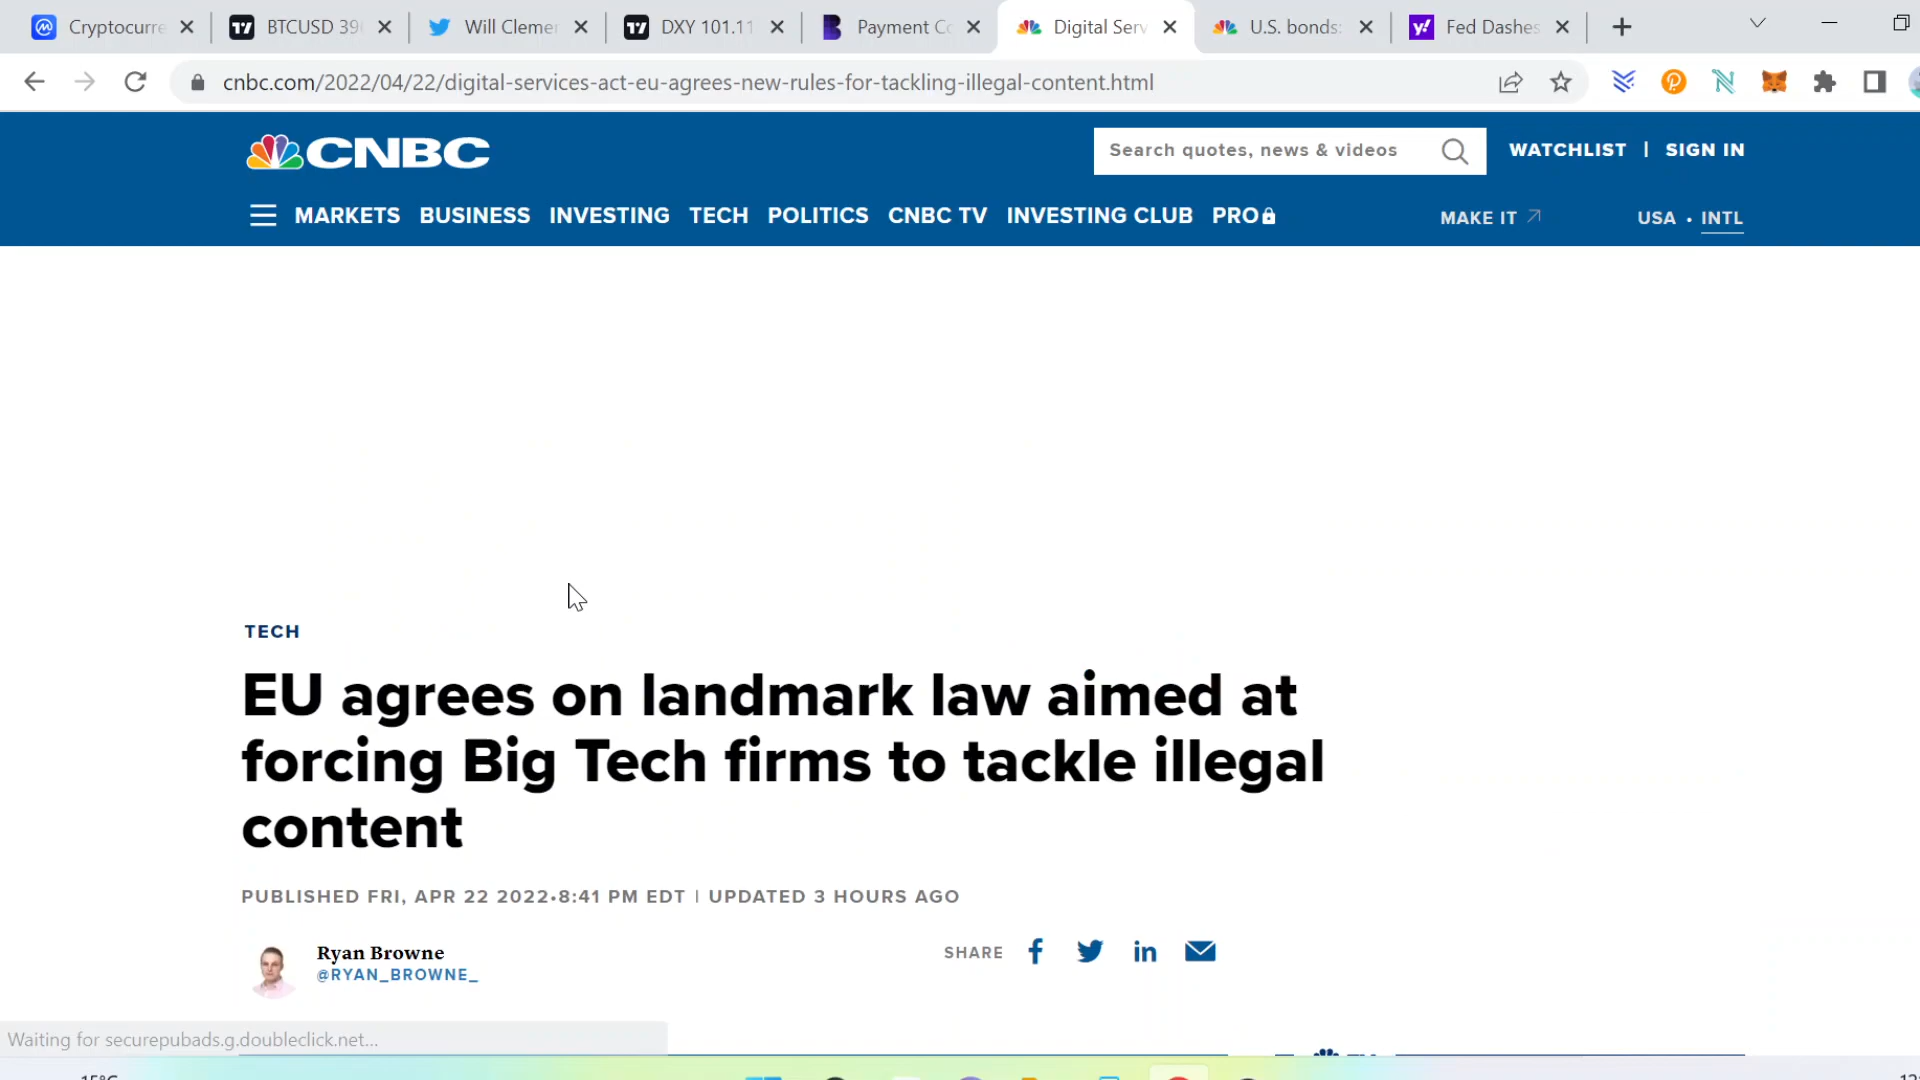 Cryptocurre
BTCUSD 39
Will Clemen
DXY 101.11
Payment Co
Digital Serv
U.S. bonds:
Fed Dashes
cnbc.com/2022/04/22/digital-services-act-eu-agrees-new-rules-for-tackling-illegal-content.html
CNBC
Search quotes, news & videos
WATCHLIST | SIGN IN
MARKETS BUSINESS INVESTING TECH POLITICS CNBC TV INVESTING CLUB PRO
MAKE IT
USA • INTL
TECH
EU agrees on landmark law aimed at
forcing Big Tech firms to tackle illegal
content
PUBLISHED FRI, APR 22 2022•8:41 PM EDT | UPDATED 3 HOURS AGO
Ryan Browne
@RYAN_BROWNE_
SHARE
Waiting for securepubads.g.doubleclick.net...
15°C